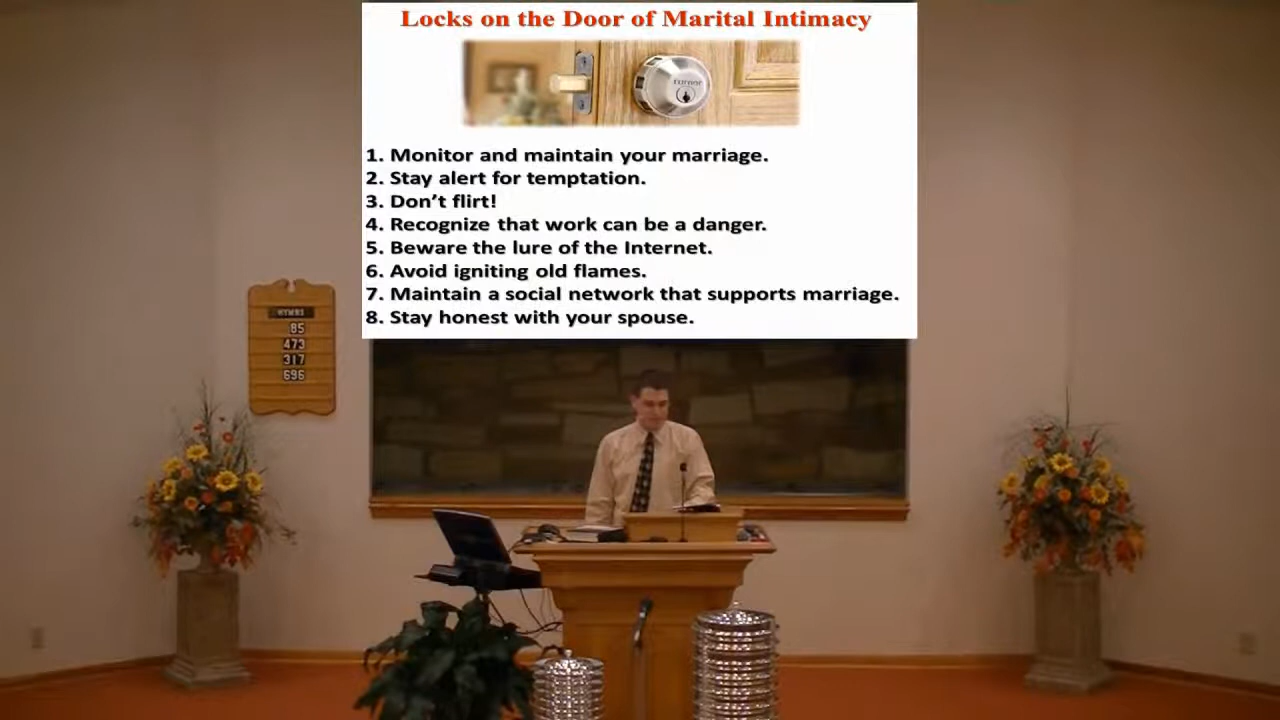 Locks on the Door of Marital Intimacy
1. Monitor and maintain your marriage.
2. Stay alert for temptation.
3. Don’t flirt!
4. Recognize that work can be a danger.
5. Beware the lure of the Internet.
6. Avoid igniting old flames.
7. Maintain a social network that supports marriage.
8. Stay honest with your spouse.
HYMNS
85
473
317
696